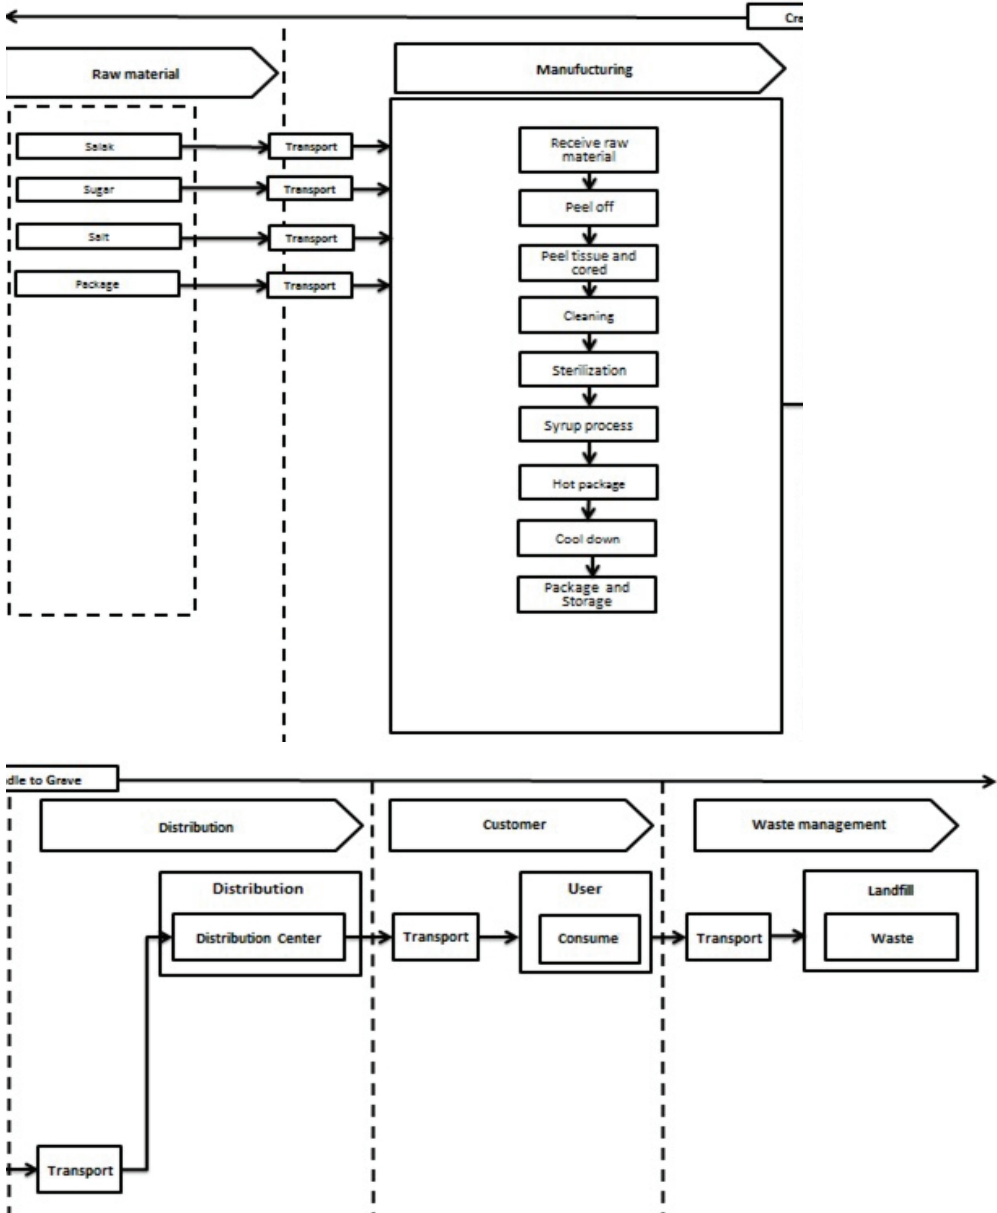 Cra
Raw material
Manufucturing
Salak
Transport
Sugar
Transport
Salt
Transport
Package
Transport
Receive raw
material
Peel off
Peel tissue and
cored
Cleaning
Sterilization
Syrup process
Hot package
Cool down
Package and
Storage
dle to Grave
Distribution
Customer
Waste management
Distribution
Distribution Center
Transport
User
Consume
Transport
Landfill
Waste
Transport